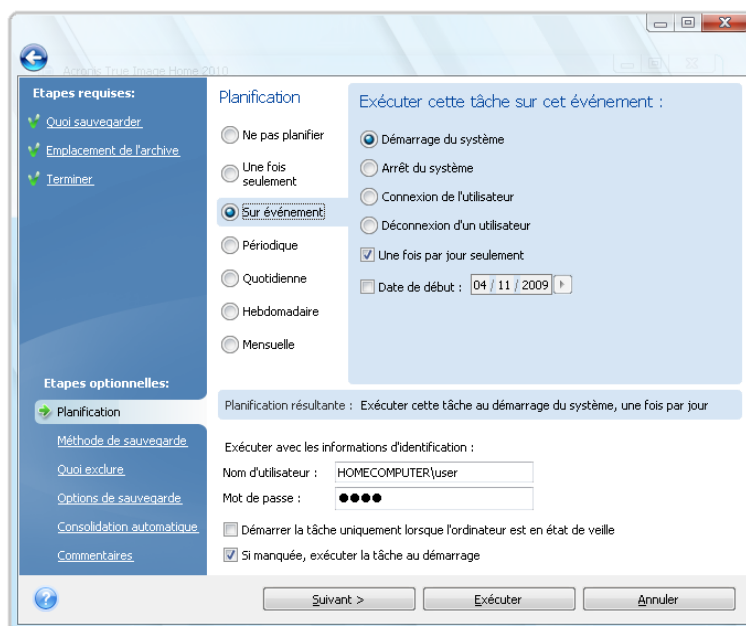 Acronis True Image Home 2010
Etapes requises:
Quoi sauvegarder
Emplacement de l'archive
Terminer
Etapes optionnelles:
Planification
Méthode de sauvegarde
Quoi exclure
Options de sauvegarde
Consolidation automatique
Commentaires
Planification
Ne pas planifier
Une fois
seulement
Sur événement
Périodique
Quotidienne
Hebdomadaire
Mensuelle
Exécuter cette tâche sur cet événement :
Démarrage du système
Arrêt du système
Connexion de l'utilisateur
Déconnexion d'un utilisateur
Une fois par jour seulement
Date de début : 04 / 11 / 2009
Planification résultante : Exécuter cette tâche au démarrage du système, une fois par jour
Exécuter avec les informations d'identification :
Nom d'utilisateur : HOMECOMPUTER\user
Mot de passe : ●●●●
Démarrer la tâche uniquement lorsque l'ordinateur est en état de veille
Si manquée, exécuter la tâche au démarrage
Suivant > Exécuter Annuler